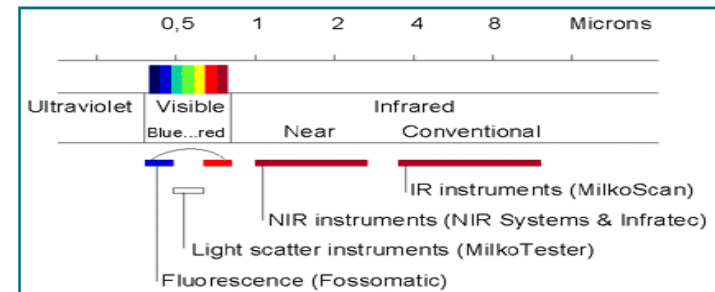 0,5 1 2 4 8 Microns
Ultraviolet Visible Infrared
Blue...red Near Conventional
IR instruments (MilkoScan)
NIR instruments (NIR Systems & Infratec)
Light scatter instruments (MilkoTester)
Fluorescence (Fossomatic)